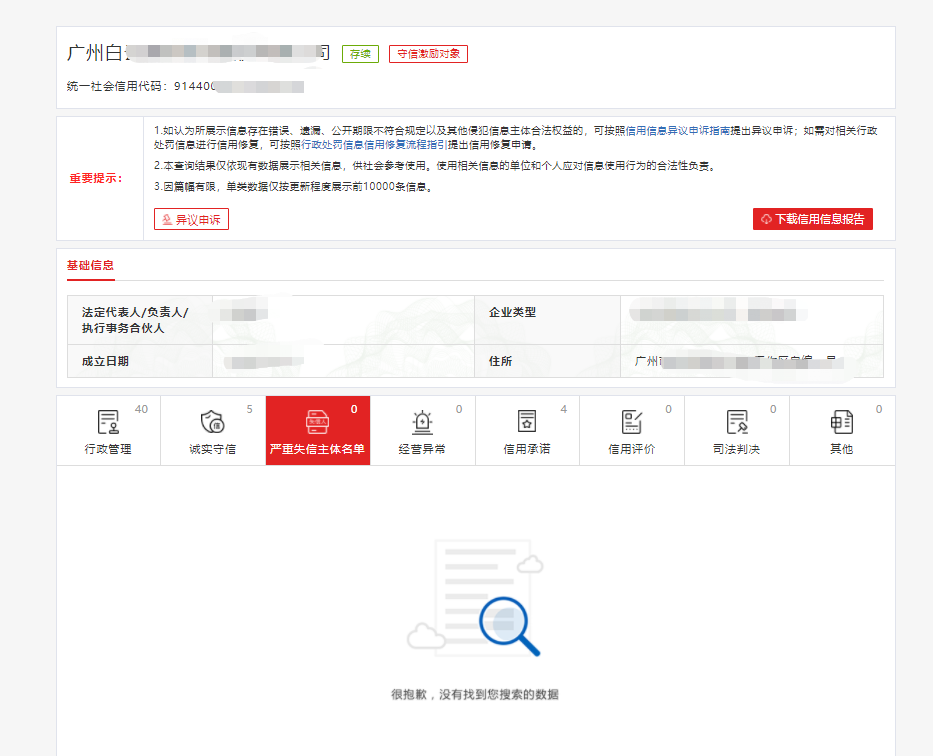 广州白 司 存续 守信激励对象
统一社会信用代码：91440
重要提示：
1.如认为所展示信息存在错误、遗漏、公开期限不符合规定以及其他侵犯信息主体合法权益的，可按照信用信息异议申诉指南提出异议申诉；如需对相关行政
处罚信息进行信用修复，可按照行政处罚信息信用修复流程指引提出信用修复申请。
2.本查询结果仅依现有数据展示相关信息，供社会参考使用。使用相关信息的单位和个人应对信息使用行为的合法性负责。
3.因篇幅有限，单类数据仅按更新程度展示前10000条信息。
异议申诉 下载信用信息报告
基础信息
法定代表人/负责人/
执行事务合伙人
企业类型
成立日期 住所 广州
40 5 0 0 4 0 0 0
失信人
信
行政管理 诚实守信 严重失信主体名单 经营异常 信用承诺 信用评价 司法判决 其他
很抱歉，没有找到您搜索的数据